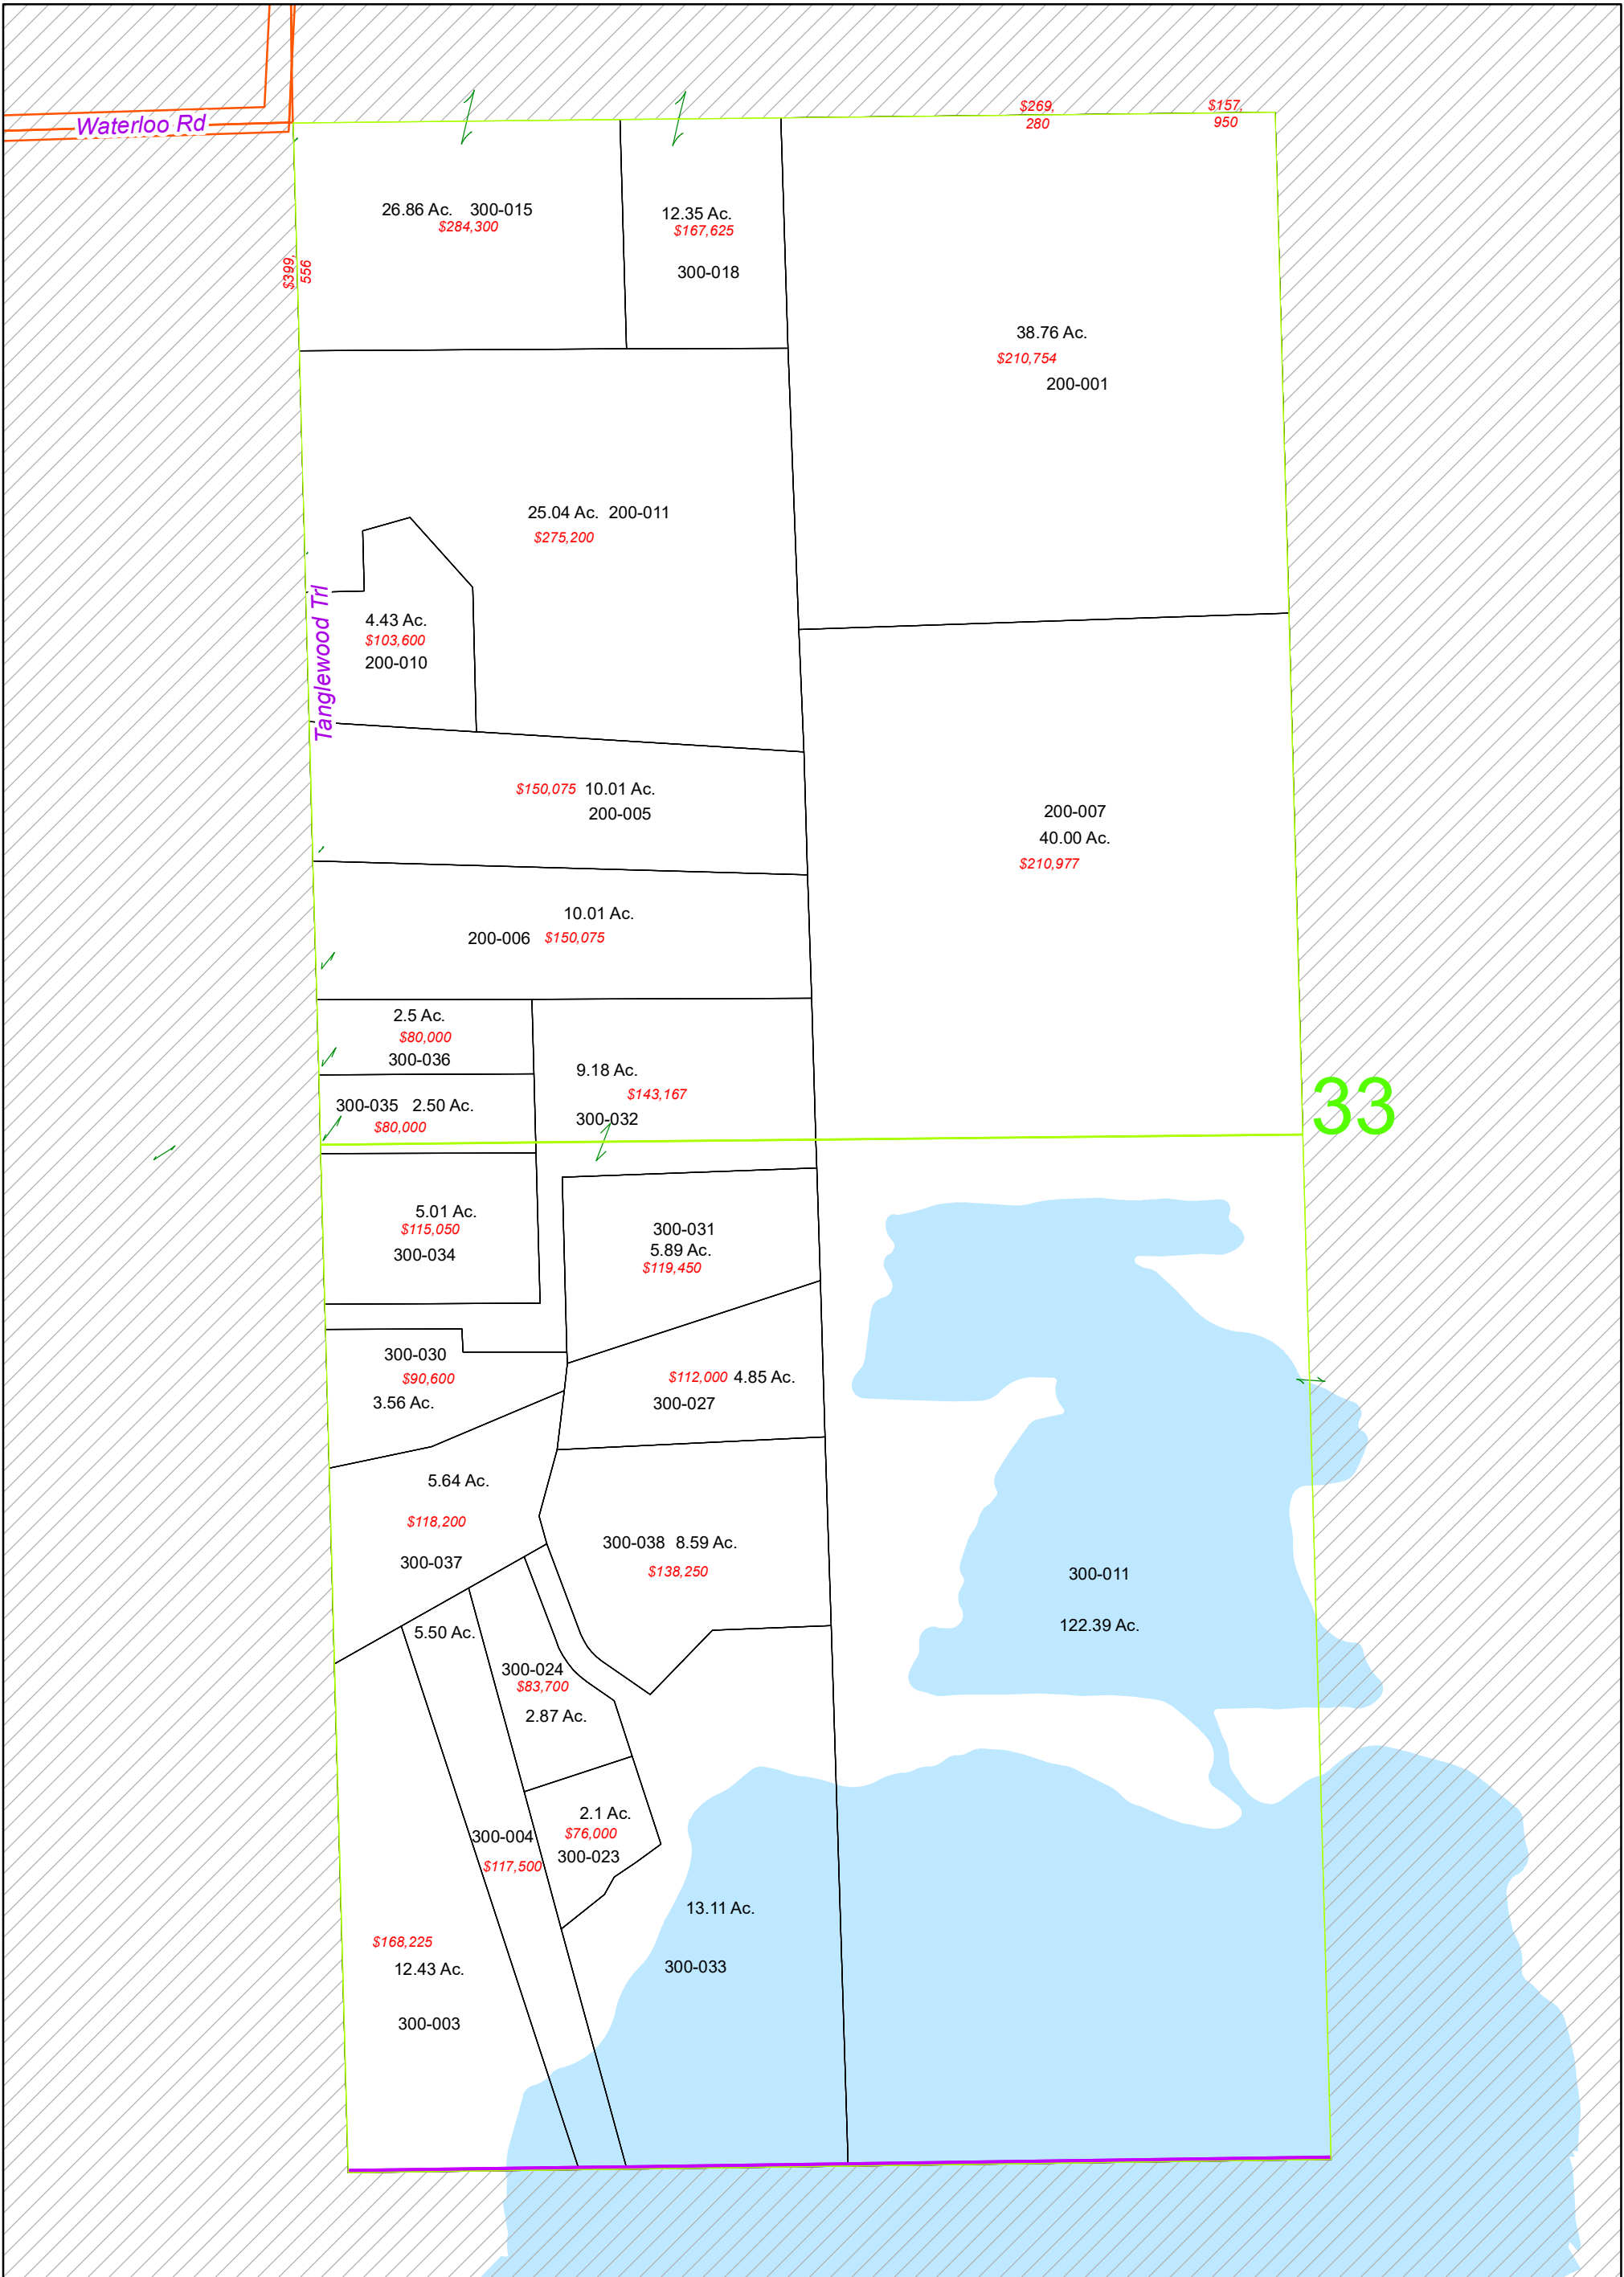 $269,
280
$157,
950
Waterloo Rd
26.86 Ac. 300-015
$284,300
12.35 Ac.
$167,625
300-018
$399,
556
38.76 Ac.
$210,754
200-001
25.04 Ac. 200-011
$275,200
4.43 Ac.
$103,600
200-010
Tanglewood Trl
$150,075 10.01 Ac.
200-005
200-007
40.00 Ac.
$210,977
10.01 Ac.
200-006 $150,075
2.5 Ac.
$80,000
300-036
9.18 Ac.
$143,167
300-032
300-035 2.50 Ac.
$80,000
33
5.01 Ac.
$115,050
300-034
300-031
5.89 Ac.
$119,450
300-030
$90,600
3.56 Ac.
$112,000 4.85 Ac.
300-027
5.64 Ac.
$118,200
300-037
300-038 8.59 Ac.
$138,250
300-011
122.39 Ac.
5.50 Ac.
300-024
$83,700
2.87 Ac.
2.1 Ac.
$76,000
300-023
300-004
$117,500
13.11 Ac.
300-033
$168,225
12.43 Ac.
300-003